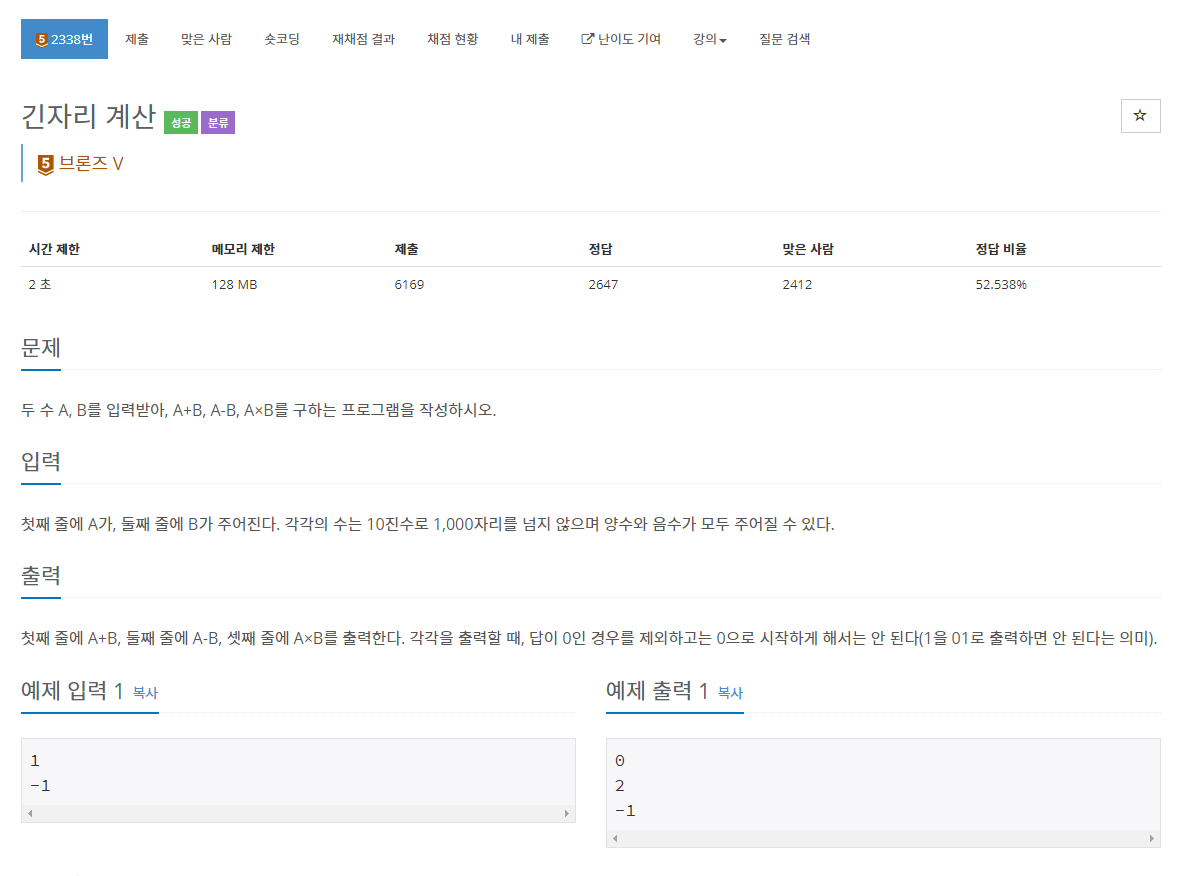 5 2338번 제출 맞은 사람 숏코딩 재채점 결과 채점 현황 내 제출 난이도 기여 강의 질문 검색
긴자리 계산 성공 분류
5 브론즈 V
시간 제한 메모리 제한 제출 정답 맞은 사람 정답 비율
2 초 128 MB 6169 2647 2412 52.538%
문제
두 수 A, B를 입력받아, A+B, A-B, A×B를 구하는 프로그램을 작성하시오.
입력
첫째 줄에 A가, 둘째 줄에 B가 주어진다. 각각의 수는 10진수로 1,000자리를 넘지 않으며 양수와 음수가 모두 주어질 수 있다.
출력
첫째 줄에 A+B, 둘째 줄에 A-B, 셋째 줄에 A×B를 출력한다. 각각을 출력할 때, 답이 0인 경우를 제외하고는 0으로 시작하게 해서는 안 된다(1을 01로 출력하면 안 된다는 의미).
예제 입력 1 복사
1
-1
예제 출력 1 복사
0
2
-1